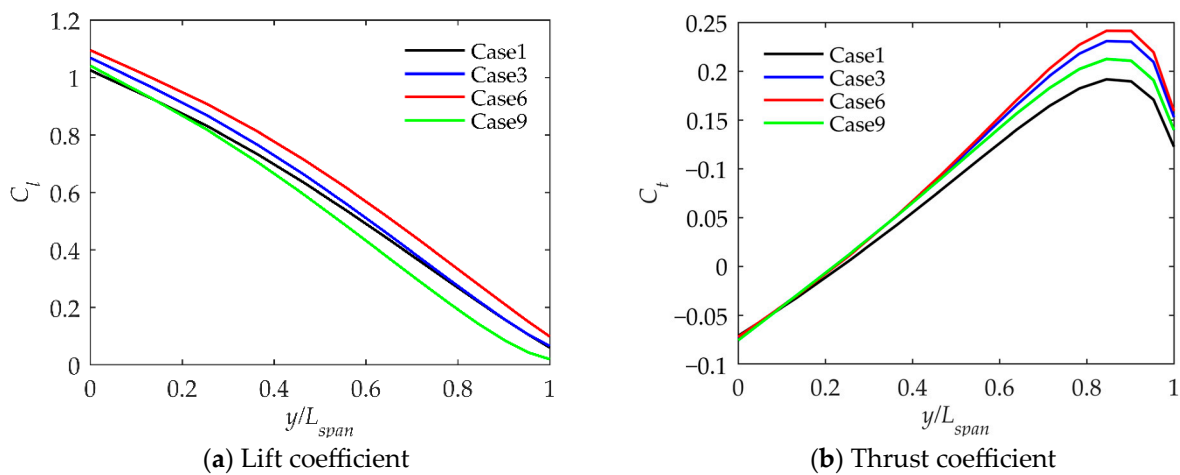 1.2
1
0.8
0.6
0.4
0.2
0
0 0.2 0.4 0.6 0.8 1
C_l
y/L_span
Case1
Case3
Case6
Case9
(a) Lift coefficient
0.25
0.20
0.15
−0.10
0.05
0
−0.05
−0.1
0 0.2 0.4 0.6 0.8 1
C_t
y/L_span
Case1
Case3
Case6
Case9
(b) Thrust coefficient